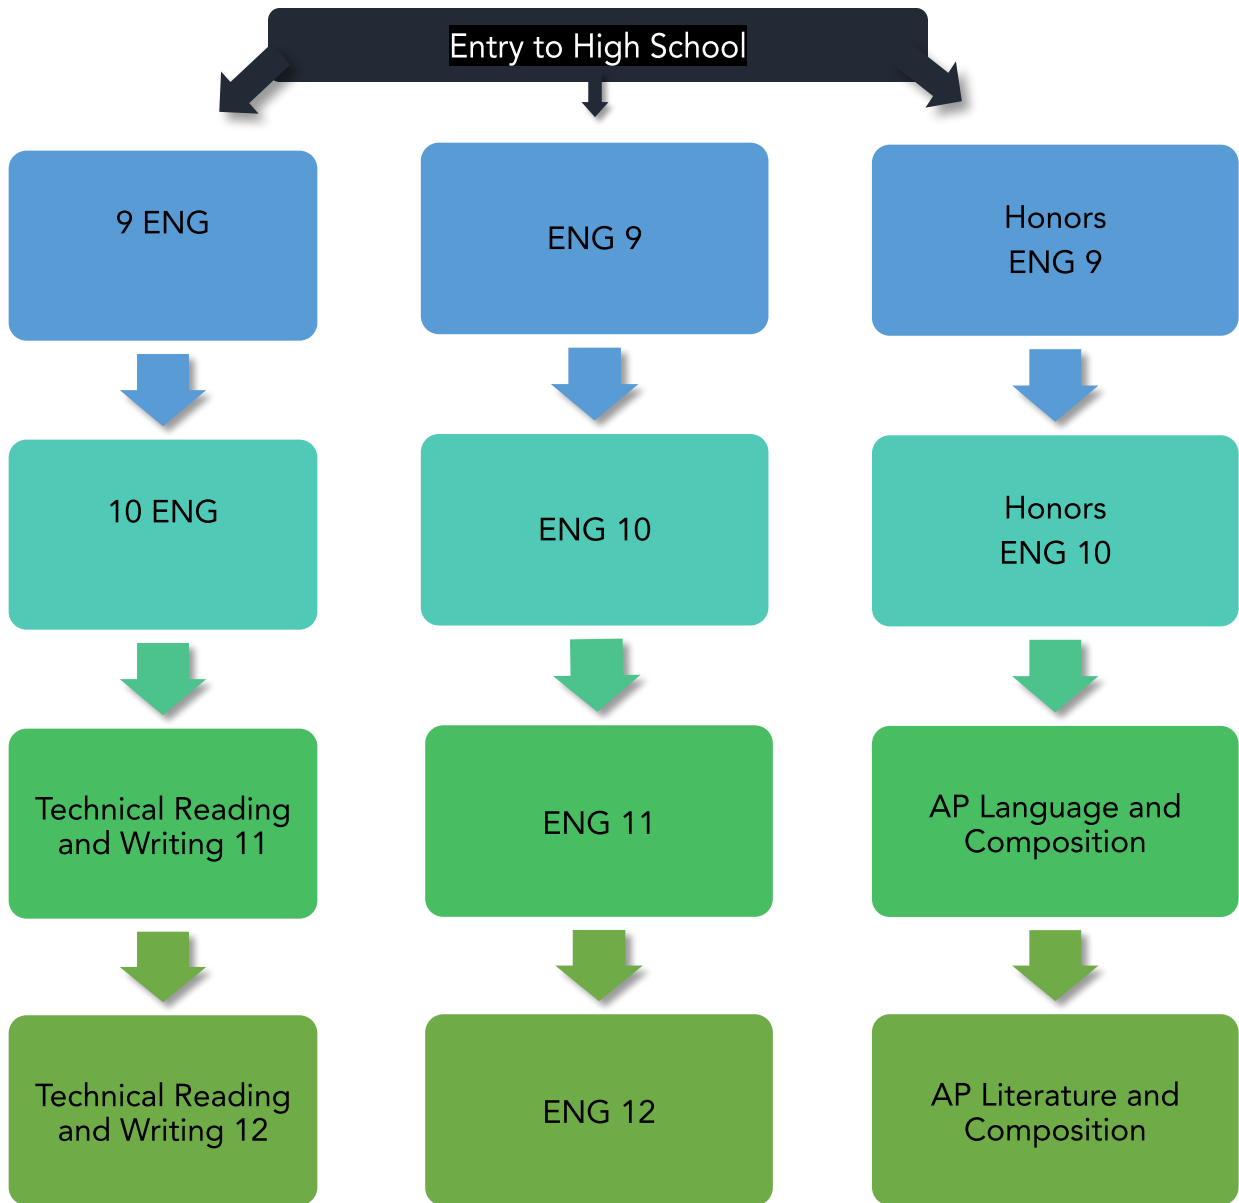 Entry to High School
9 ENG
ENG 9
Honors
ENG 9
10 ENG
ENG 10
Honors
ENG 10
Technical Reading
and Writing 11
ENG 11
AP Language and
Composition
Technical Reading
and Writing 12
ENG 12
AP Literature and
Composition